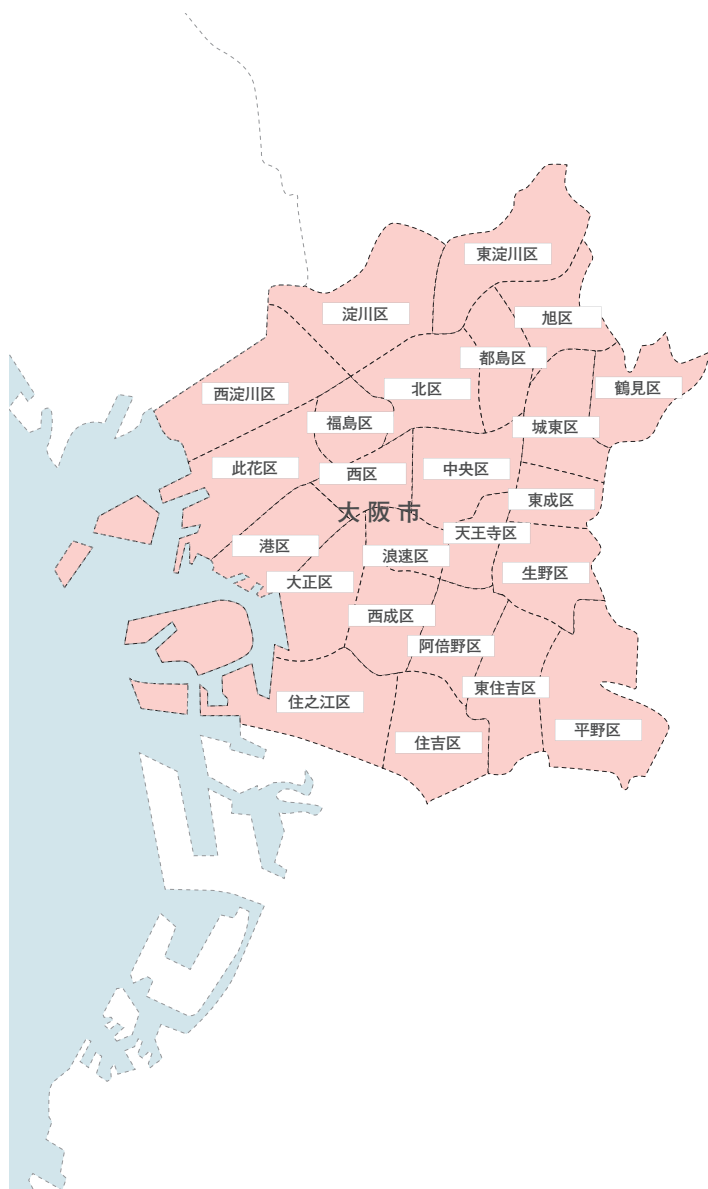 東淀川区
淀川区
旭区
都島区
北区
鶴見区
西淀川区
福島区
城東区
此花区
西区
中央区
東成区
大阪市
天王寺区
港区
浪速区
生野区
大正区
西成区
阿倍野区
東住吉区
住之江区
平野区
住吉区